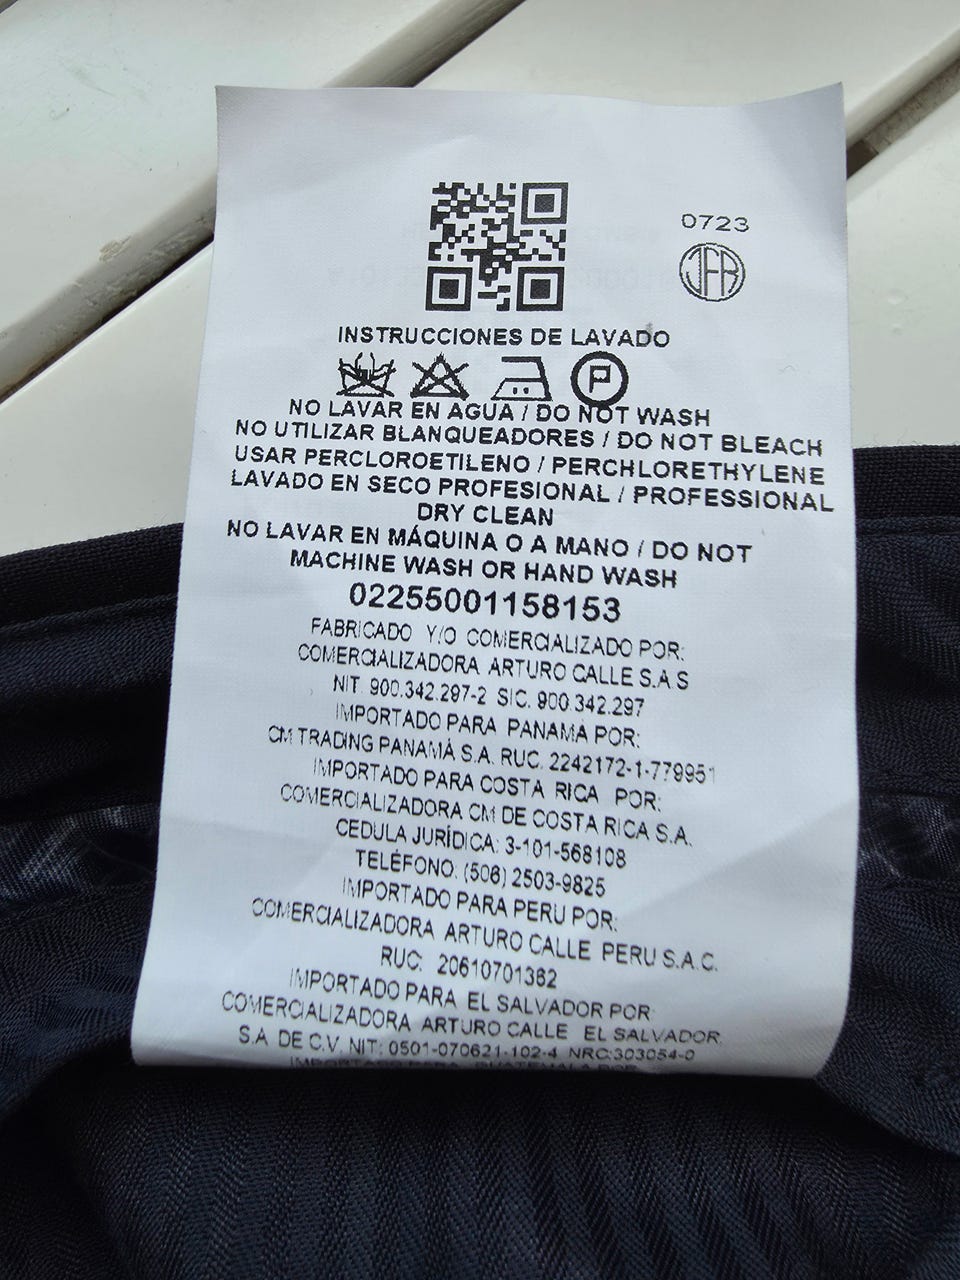 0723
JFR
INSTRUCCIONES DE LAVADO
P
NO LAVAR EN AGUA / DO NOT WASH
NO UTILIZAR BLANQUEADORES / DO NOT BLEACH
USAR PERCLOROETILENO / PERCHLORETHYLENE
LAVADO EN SECO PROFESIONAL / PROFESSIONAL
DRY CLEAN
NO LAVAR EN MÁQUINA O A MANO / DO NOT
MACHINE WASH OR HAND WASH
02255001158153
FABRICADO Y/O COMERCIALIZADO POR:
COMERCIALIZADORA ARTURO CALLE S.A.S
NIT. 900.342.297-2 SIC. 900.342.297
IMPORTADO PARA PANAMÁ POR:
CM TRADING PANAMÁ S.A. RUC. 2242172-1-779951
IMPORTADO PARA COSTA RICA POR:
COMERCIALIZADORA CM DE COSTA RICA S.A.
CEDULA JURÍDICA: 3-101-568108
TELÉFONO: (506) 2503-9825
IMPORTADO PARA PERU POR:
COMERCIALIZADORA ARTURO CALLE PERU S.A.C.
RUC: 20610701362
IMPORTADO PARA EL SALVADOR POR:
COMERCIALIZADORA ARTURO CALLE EL SALVADOR
S.A DE C.V. NIT: 0501-070621-102-4 NRC:303054-0
IMPORTADO PARA GUATEMALA POR